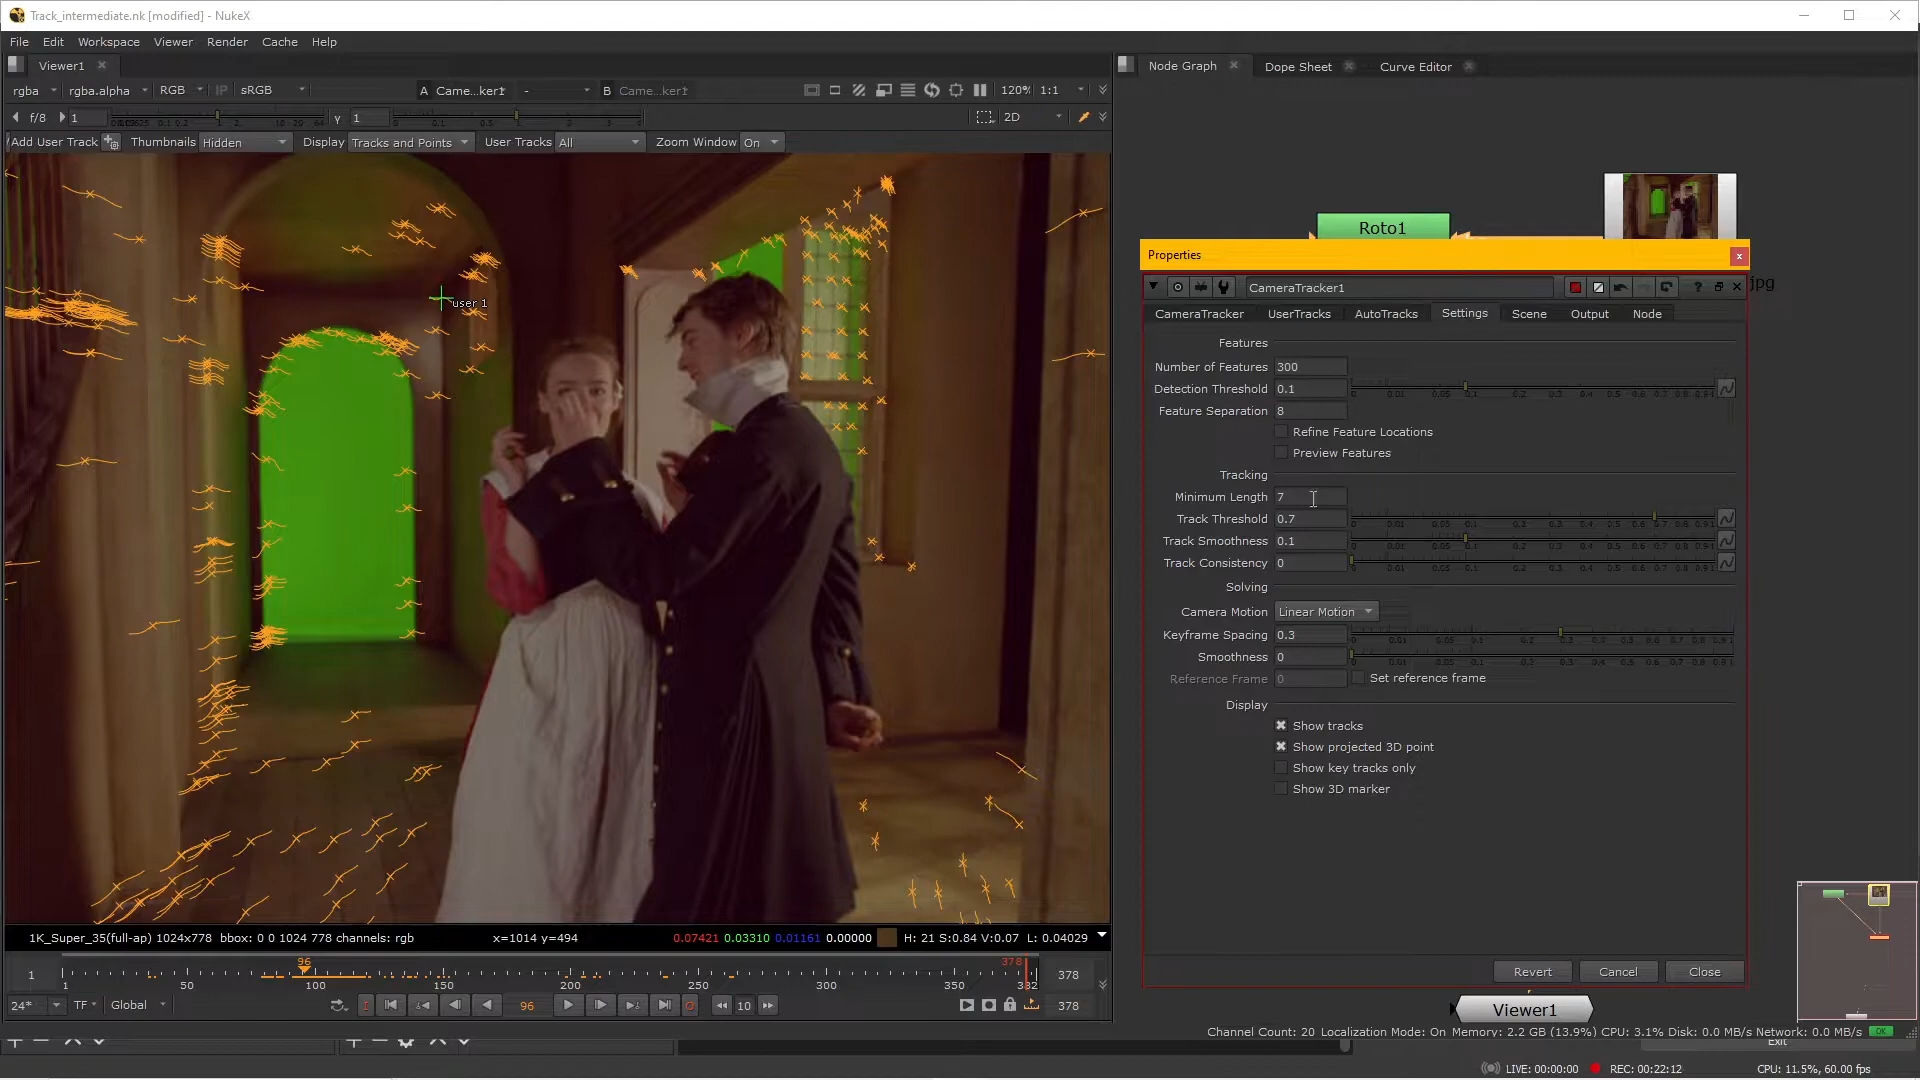 Track_intermediate.nk [modified] - NukeX
File Edit Workspace Viewer Render Cache Help
Viewer1
rgba rgba.alpha RGB IP sRGB A Came...ker1 - B Came...ker1 120% 1:1
f/8 1 γ 1 2D
Add User Track Thumbnails Hidden Display Tracks and Points User Tracks All Zoom Window On
user 1
1K_Super_35(full-ap) 1024x778 bbox: 0 0 1024 778 channels: rgb x=1014 y=494 0.07421 0.03310 0.01161 0.00000 H: 21 S:0.84 V:0.07 L: 0.04029
96 378
1 378
1 50 100 150 200 250 300 350 382
24* TF Global 96 10 378
Node Graph Dope Sheet Curve Editor
Roto1
jpg
Properties
CameraTracker1
CameraTracker UserTracks AutoTracks Settings Scene Output Node
Features
Number of Features 300
Detection Threshold 0.1
Feature Separation 8
Refine Feature Locations
Preview Features
Tracking
Minimum Length 7
Track Threshold 0.7
Track Smoothness 0.1
Track Consistency 0
Solving
Camera Motion Linear Motion
Keyframe Spacing 0.3
Smoothness 0
Reference Frame 0 Set reference frame
Display
Show tracks
Show projected 3D point
Show key tracks only
Show 3D marker
Revert Cancel Close
Viewer1
Channel Count: 20 Localization Mode: On Memory: 2.2 GB (13.9%) CPU: 3.1% Disk: 0.0 MB/s Network: 0.0 MB/s OK
Exit
LIVE: 00:00:00 REC: 00:22:12 CPU: 11.5%, 60.00 fps